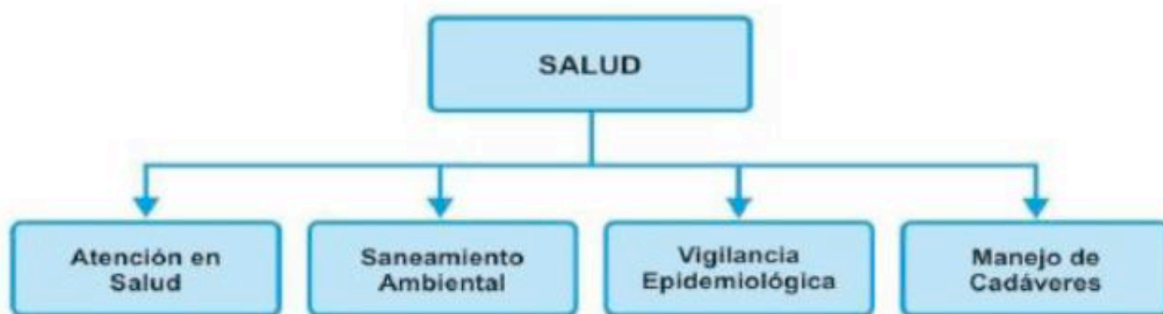 SALUD
Atención en
Salud
Saneamiento
Ambiental
Vigilancia
Epidemiológica
Manejo de
Cadáveres